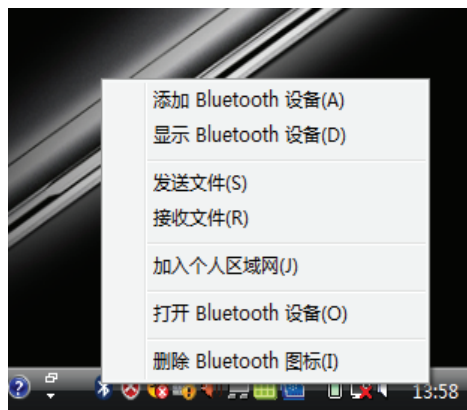 添加 Bluetooth 设备(A)
显示 Bluetooth 设备(D)
发送文件(S)
接收文件(R)
加入个人区域网(J)
打开 Bluetooth 设备(O)
删除 Bluetooth 图标(I)
13:58